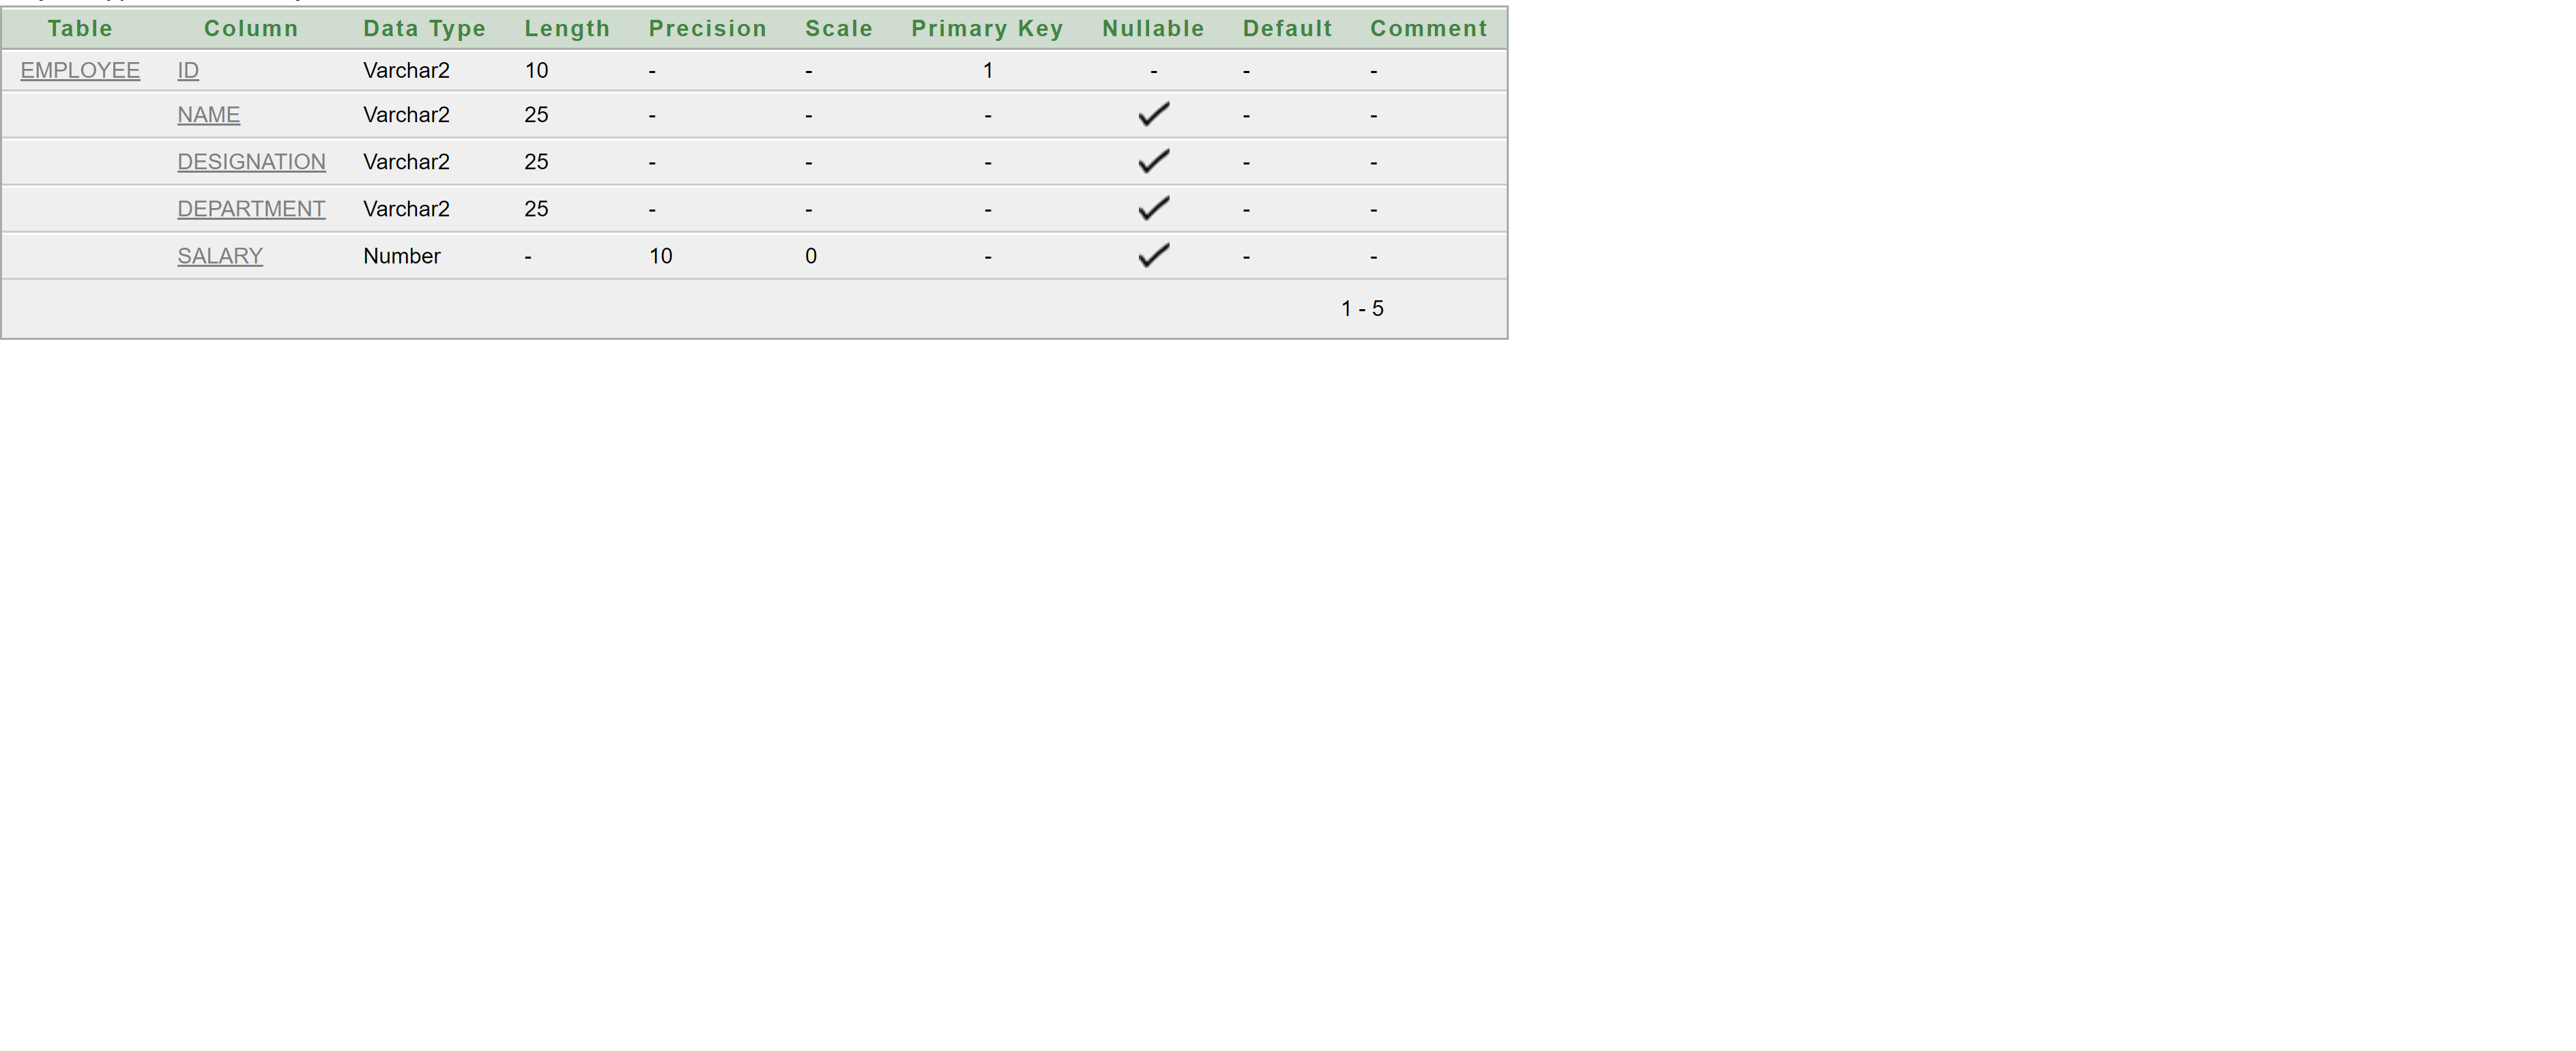 Table Column Data Type Length Precision Scale Primary Key Nullable Default Comment
EMPLOYEE ID Varchar2 10 - - 1 - - -
NAME Varchar2 25 - - - - -
DESIGNATION Varchar2 25 - - - - -
DEPARTMENT Varchar2 25 - - - - -
SALARY Number - 10 0 - - -
1 - 5